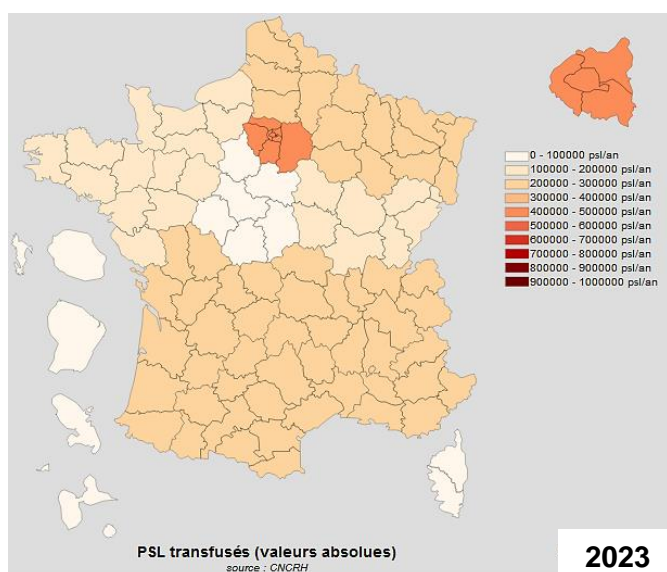 0 - 100000 psl/an
100000 - 200000 psl/an
200000 - 300000 psl/an
300000 - 400000 psl/an
400000 - 500000 psl/an
500000 - 600000 psl/an
600000 - 700000 psl/an
700000 - 800000 psl/an
800000 - 900000 psl/an
900000 - 1000000 psl/an
PSL transfusés (valeurs absolues)
source : CNCRH
2023